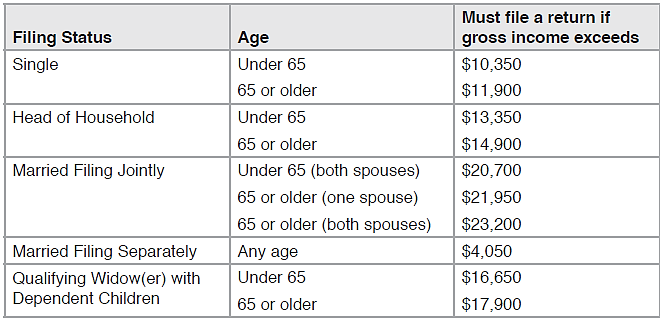 Filing Status Age Must file a return if
gross income exceeds
Single Under 65 $10,350
65 or older $11,900
Head of Household Under 65 $13,350
65 or older $14,900
Married Filing Jointly Under 65 (both spouses) $20,700
65 or older (one spouse) $21,950
65 or older (both spouses) $23,200
Married Filing Separately Any age $4,050
Qualifying Widow(er) with Under 65 $16,650
Dependent Children 65 or older $17,900